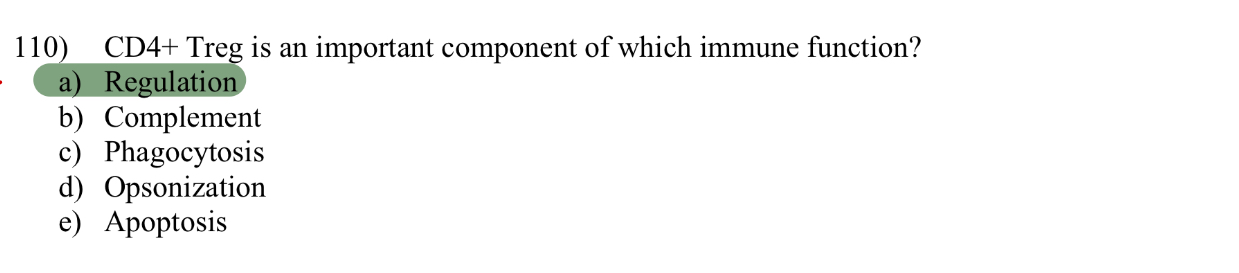 110) CD4+ Treg is an important component of which immune function?
a) Regulation
b) Complement
c) Phagocytosis
d) Opsonization
e) Apoptosis